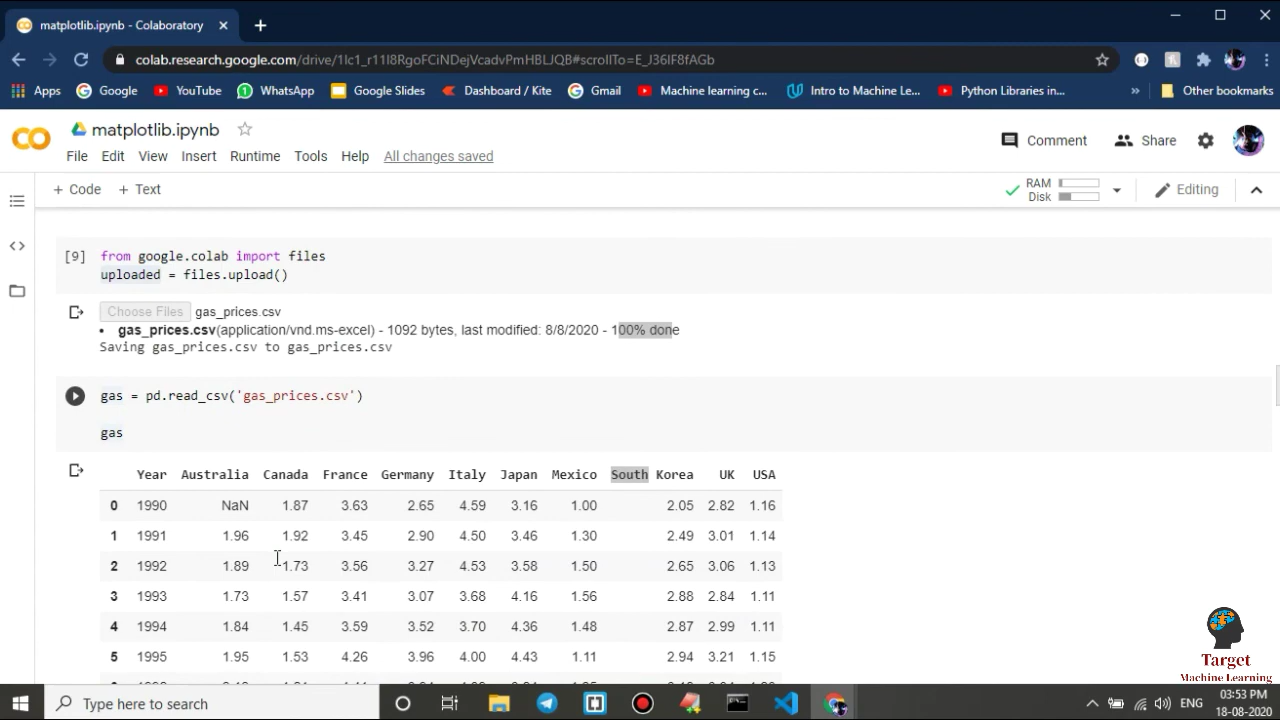 matplotlib.ipynb - Colaboratory
colab.research.google.com/drive/1lc1_r11l8RgoFCiNDejVcadvPmHBLJQB#scrollTo=E_J36IF8fAGb
Apps Google YouTube WhatsApp Google Slides Dashboard / Kite Gmail Machine learning c... Intro to Machine Le... Python Libraries in... » Other bookmarks
CO matplotlib.ipynb
Comment Share
File Edit View Insert Runtime Tools Help All changes saved
+ Code + Text
RAM
Disk
Editing
[9] from google.colab import files
uploaded = files.upload()
Choose Files gas_prices.csv
• gas_prices.csv(application/vnd.ms-excel) - 1092 bytes, last modified: 8/8/2020 - 100% done
Saving gas_prices.csv to gas_prices.csv
gas = pd.read_csv('gas_prices.csv')
gas
Year Australia Canada France Germany Italy Japan Mexico South Korea UK USA
0 1990 NaN 1.87 3.63 2.65 4.59 3.16 1.00 2.05 2.82 1.16
1 1991 1.96 1.92 3.45 2.90 4.50 3.46 1.30 2.49 3.01 1.14
2 1992 1.89 1.73 3.56 3.27 4.53 3.58 1.50 2.65 3.06 1.13
3 1993 1.73 1.57 3.41 3.07 3.68 4.16 1.56 2.88 2.84 1.11
4 1994 1.84 1.45 3.59 3.52 3.70 4.36 1.48 2.87 2.99 1.11
5 1995 1.95 1.53 4.26 3.96 4.00 4.43 1.11 2.94 3.21 1.15
Target
Machine Learning
Type here to search
ENG
03:53 PM
18-08-2020